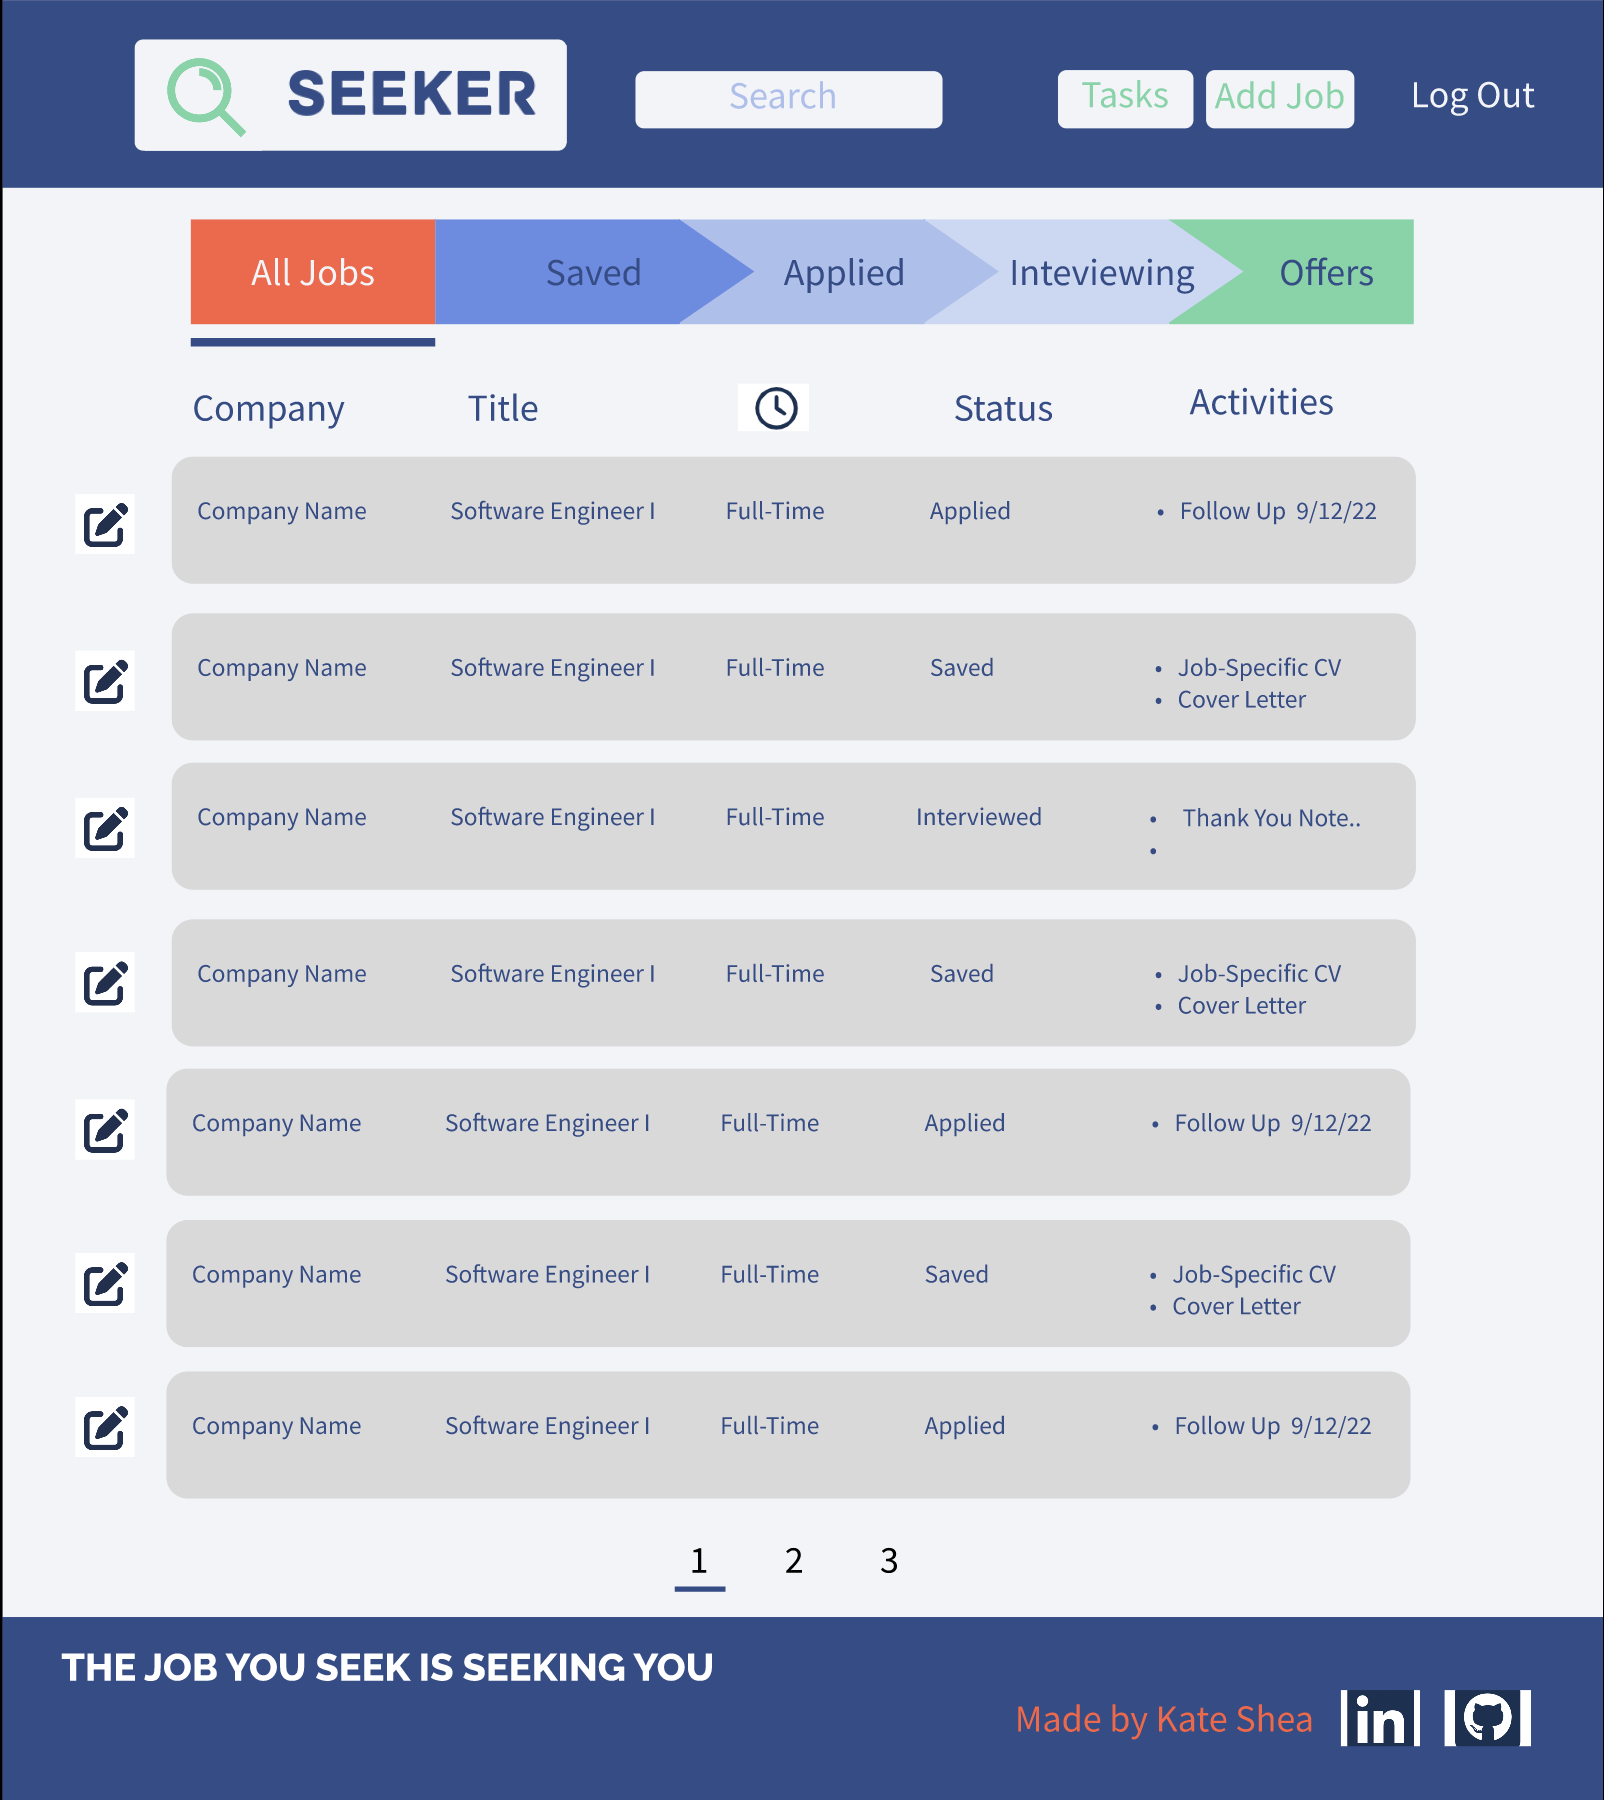 SEEKER
Search
Tasks
Add Job
Log Out
All Jobs
Saved
Applied
Inteviewing
Offers
Company
Title
Status
Activities
Company Name Software Engineer I Full-Time Applied • Follow Up 9/12/22
Company Name Software Engineer I Full-Time Saved • Job-Specific CV
• Cover Letter
Company Name Software Engineer I Full-Time Interviewed • Thank You Note..
•
Company Name Software Engineer I Full-Time Saved • Job-Specific CV
• Cover Letter
Company Name Software Engineer I Full-Time Applied • Follow Up 9/12/22
Company Name Software Engineer I Full-Time Saved • Job-Specific CV
• Cover Letter
Company Name Software Engineer I Full-Time Applied • Follow Up 9/12/22
1 2 3
THE JOB YOU SEEK IS SEEKING YOU
Made by Kate Shea
in